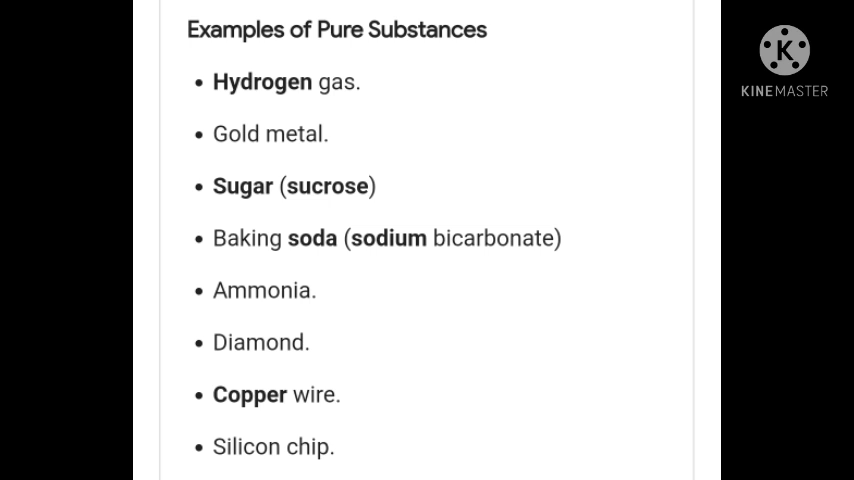 Examples of Pure Substances
• Hydrogen gas.
• Gold metal.
• Sugar (sucrose)
• Baking soda (sodium bicarbonate)
• Ammonia.
• Diamond.
• Copper wire.
• Silicon chip.
K
KINEMASTER